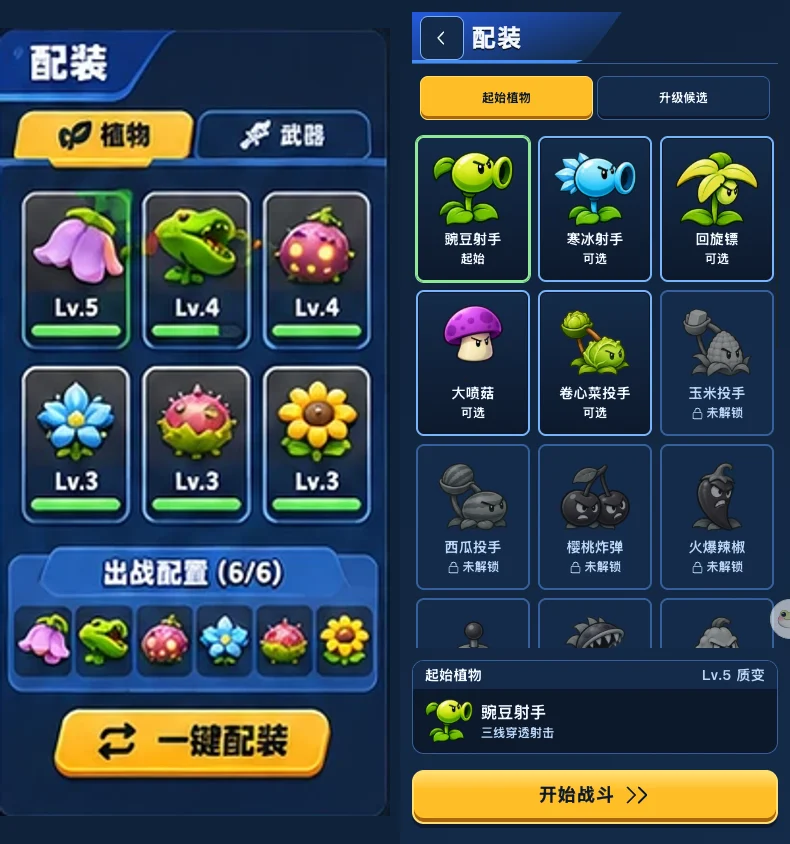 配装
植物
武器
Lv.5
Lv.4
Lv.4
Lv.3
Lv.3
Lv.3
出战配置 (6/6)
一键配装
配装
起始植物
升级候选
豌豆射手
起始
寒冰射手
可选
回旋镖
可选
大喷菇
可选
卷心菜投手
可选
玉米投手
未解锁
西瓜投手
未解锁
樱桃炸弹
未解锁
火爆辣椒
未解锁
起始植物
Lv.5 质变
豌豆射手
三线穿透射击
开始战斗